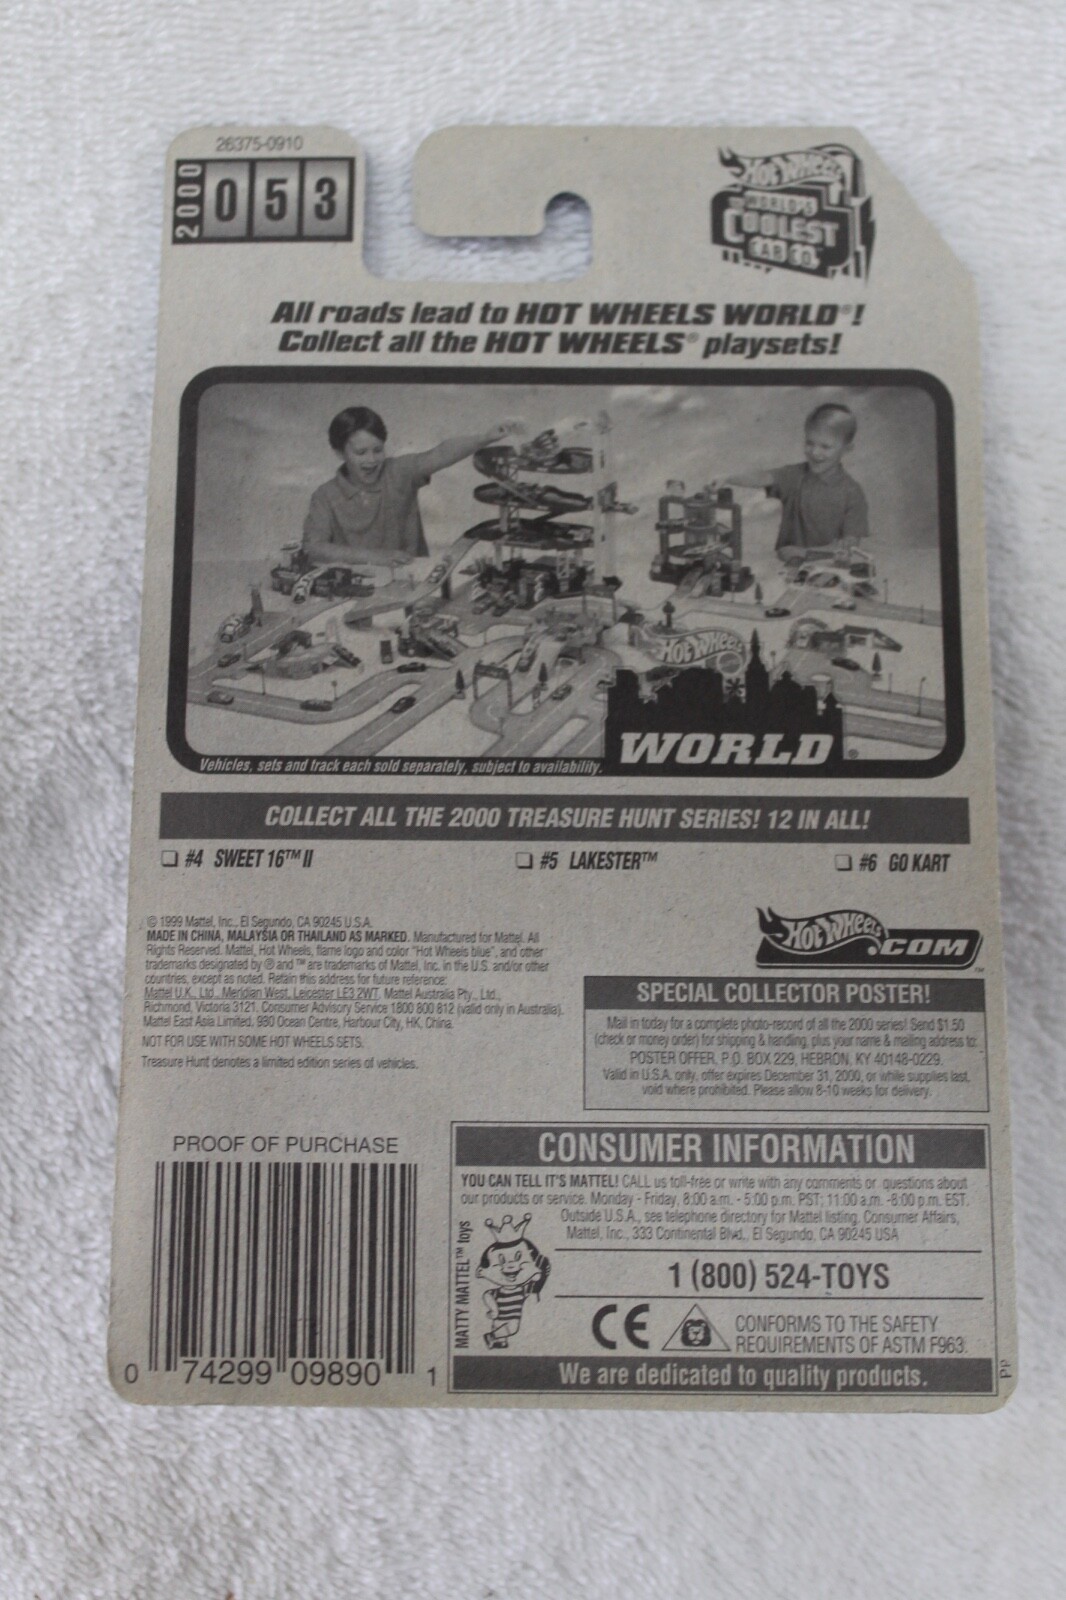 26375-0910
2000
053
HOT WHEELS
WORLD'S
COOLEST
CAR CO.™
All roads lead to HOT WHEELS WORLD®!
Collect all the HOT WHEELS® playsets!
HOT WHEELS
WORLD®
Vehicles, sets and track each sold separately, subject to availability.
COLLECT ALL THE 2000 TREASURE HUNT SERIES! 12 IN ALL!
❏ #4 SWEET 16™ II ❏ #5 LAKESTER™ ❏ #6 GO KART
© 1999 Mattel, Inc., El Segundo, CA 90245 U.S.A.
MADE IN CHINA, MALAYSIA OR THAILAND AS MARKED. Manufactured for Mattel. All
Rights Reserved. Mattel, Hot Wheels, flame logo and color "Hot Wheels blue", and other
trademarks designated by ® and ™ are trademarks of Mattel, Inc. in the U.S. and/or other
countries, except as noted. Retain this address for future reference:
Mattel U.K., Ltd., Meridian West, Leicester LE3 2WT. Mattel Australia Pty., Ltd.,
Richmond, Victoria 3121. Consumer Advisory Service 1800 800 812 (valid only in Australia).
Mattel East Asia Limited, 930 Ocean Centre, Harbour City, HK, China.
NOT FOR USE WITH SOME HOT WHEELS SETS.
Treasure Hunt denotes a limited edition series of vehicles.
HOT WHEELS.COM™
SPECIAL COLLECTOR POSTER!
Mail in today for a complete photo-record of all the 2000 series! Send $1.50
(check or money order) for shipping & handling, plus your name & mailing address to:
POSTER OFFER, P.O. BOX 229, HEBRON, KY 40148-0229.
Valid in U.S.A. only, offer expires December 31, 2000, or while supplies last,
void where prohibited. Please allow 8-10 weeks for delivery.
PROOF OF PURCHASE
0 74299 09890 1
CONSUMER INFORMATION
YOU CAN TELL IT'S MATTEL! CALL us toll-free or write with any comments or questions about
our products or service. Monday - Friday, 8:00 a.m. - 5:00 p.m. PST; 11:00 a.m. -8:00 p.m. EST.
Outside U.S.A., see telephone directory for Mattel listing. Consumer Affairs,
Mattel, Inc., 333 Continental Blvd., El Segundo, CA 90245 USA
MATTY MATTEL™ toys
1 (800) 524-TOYS
CE
CONFORMS TO THE SAFETY
REQUIREMENTS OF ASTM F963.
We are dedicated to quality products.
PP